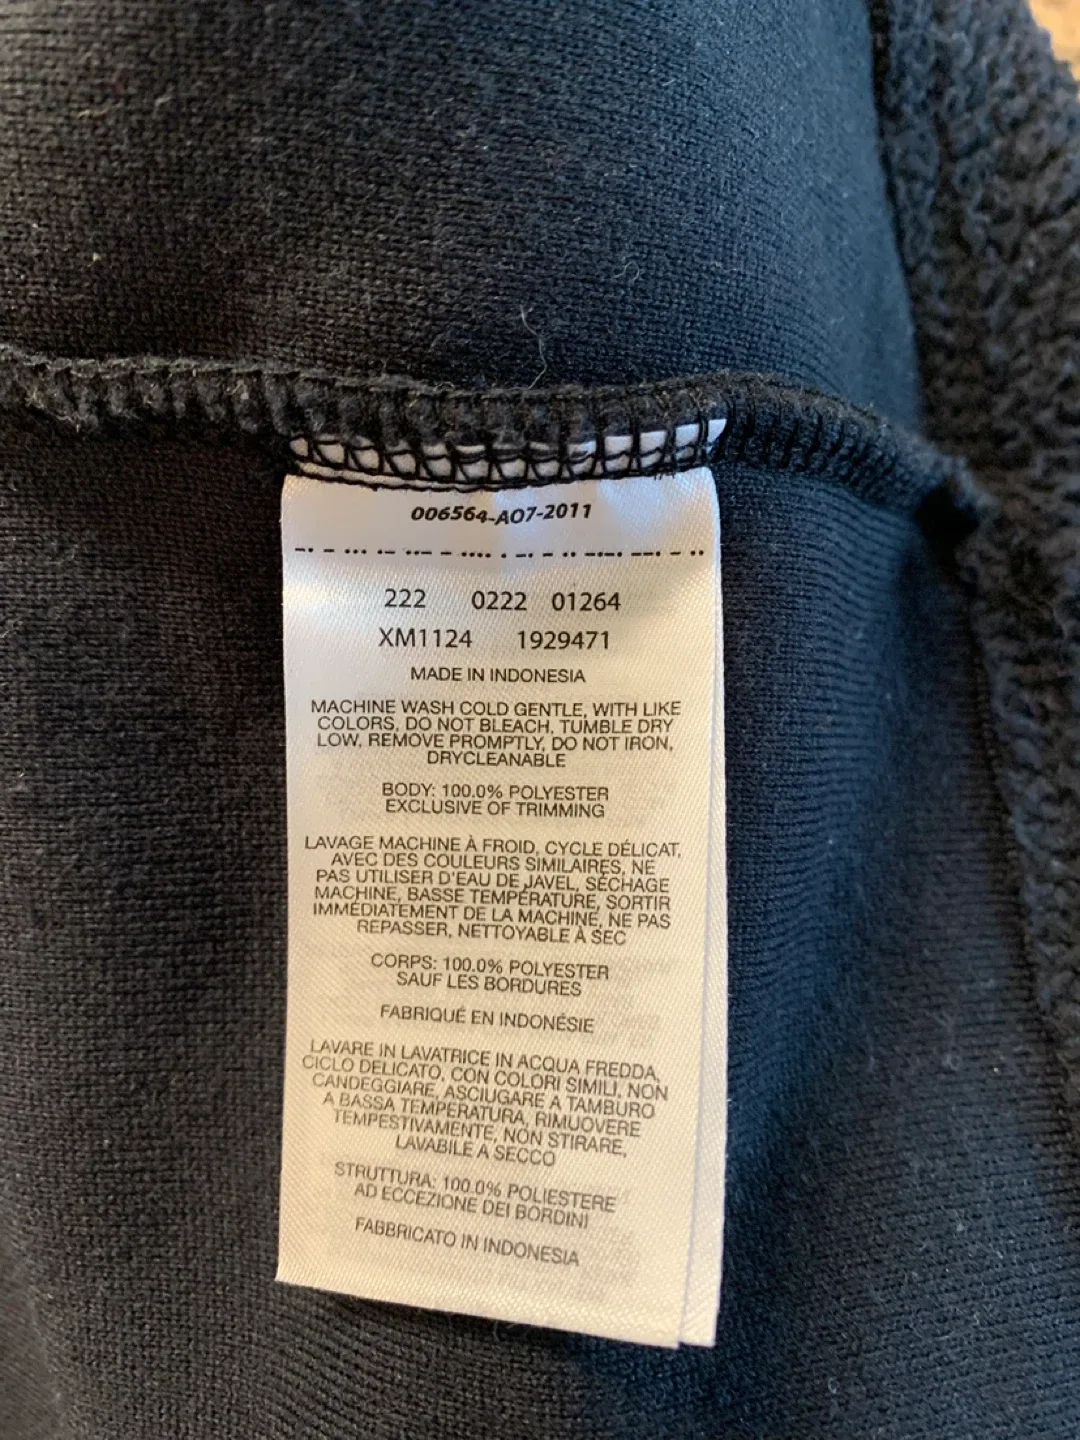 006564-AO7-2011
222 0222 01264
XM1124 1929471
MADE IN INDONESIA
MACHINE WASH COLD GENTLE, WITH LIKE
COLORS, DO NOT BLEACH, TUMBLE DRY
LOW, REMOVE PROMPTLY, DO NOT IRON,
DRYCLEANABLE
BODY: 100.0% POLYESTER
EXCLUSIVE OF TRIMMING
LAVAGE MACHINE À FROID, CYCLE DÉLICAT,
AVEC DES COULEURS SIMILAIRES, NE
PAS UTILISER D'EAU DE JAVEL, SÉCHAGE
MACHINE, BASSE TEMPÉRATURE, SORTIR
IMMÉDIATEMENT DE LA MACHINE, NE PAS
REPASSER, NETTOYABLE À SEC
CORPS: 100.0% POLYESTER
SAUF LES BORDURES
FABRIQUÉ EN INDONÉSIE
LAVARE IN LAVATRICE IN ACQUA FREDDA,
CICLO DELICATO, CON COLORI SIMILI, NON
CANDEGGIARE, ASCIUGARE A TAMBURO
A BASSA TEMPERATURA, RIMUOVERE
TEMPESTIVAMENTE, NON STIRARE,
LAVABILE A SECCO
STRUTTURA: 100.0% POLIESTERE
AD ECCEZIONE DEI BORDINI
FABBRICATO IN INDONESIA